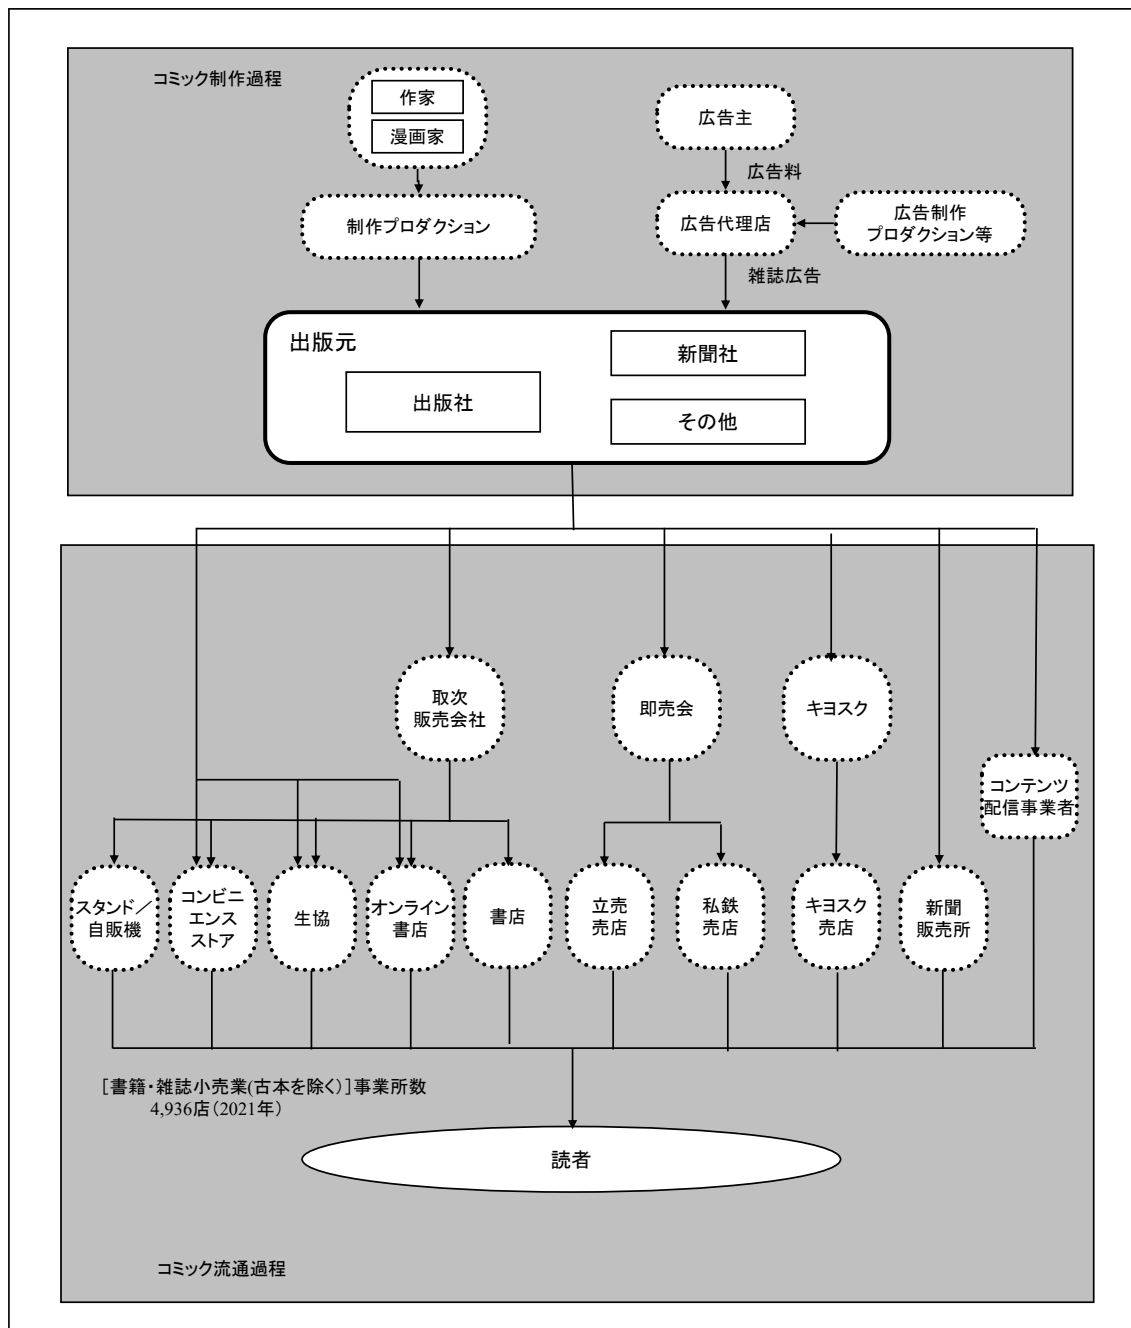 コミック制作過程
作家
漫画家
広告主
広告料
制作プロダクション
広告代理店
広告制作
プロダクション等
雑誌広告
出版元
新聞社
出版社
その他
取次
販売会社
即売会
キヨスク
コンテンツ
配信事業者
スタンド／
自販機
コンビニ
エンス
ストア
生協
オンライン
書店
書店
立売
売店
私鉄
売店
キヨスク
売店
新聞
販売所
［書籍・雑誌小売業(古本を除く)］事業所数
4,936店（2021年）
読者
コミック流通過程